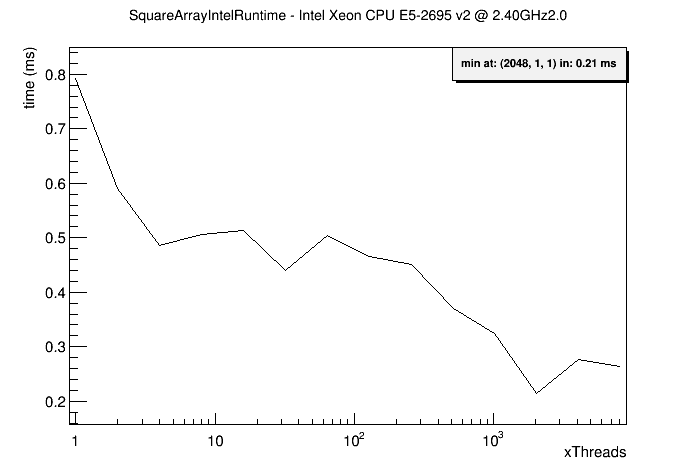 SquareArrayIntelRuntime - Intel Xeon CPU E5-2695 v2 @ 2.40GHz2.0
time (ms)
min at: (2048, 1, 1) in: 0.21 ms
0.8
0.7
0.6
0.5
0.4
0.3
0.2
1 10 10² 10³
xThreads